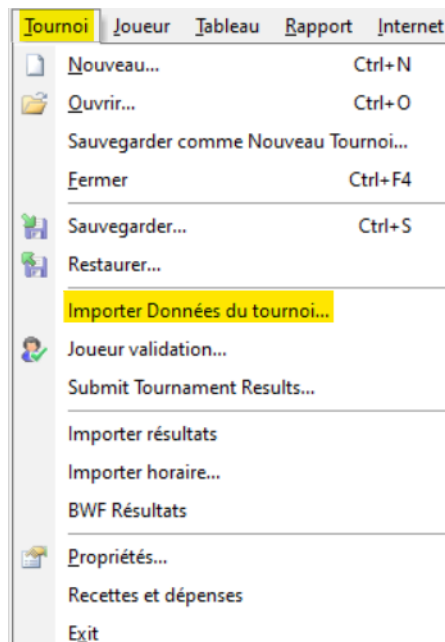 Tournoi Joueur Tableau Rapport Internet
Nouveau... Ctrl+N
Ouvrir... Ctrl+O
Sauvegarder comme Nouveau Tournoi...
Fermer Ctrl+F4
Sauvegarder... Ctrl+S
Restaurer...
Importer Données du tournoi...
Joueur validation...
Submit Tournament Results...
Importer résultats
Importer horaire...
BWF Résultats
Propriétés...
Recettes et dépenses
Exit